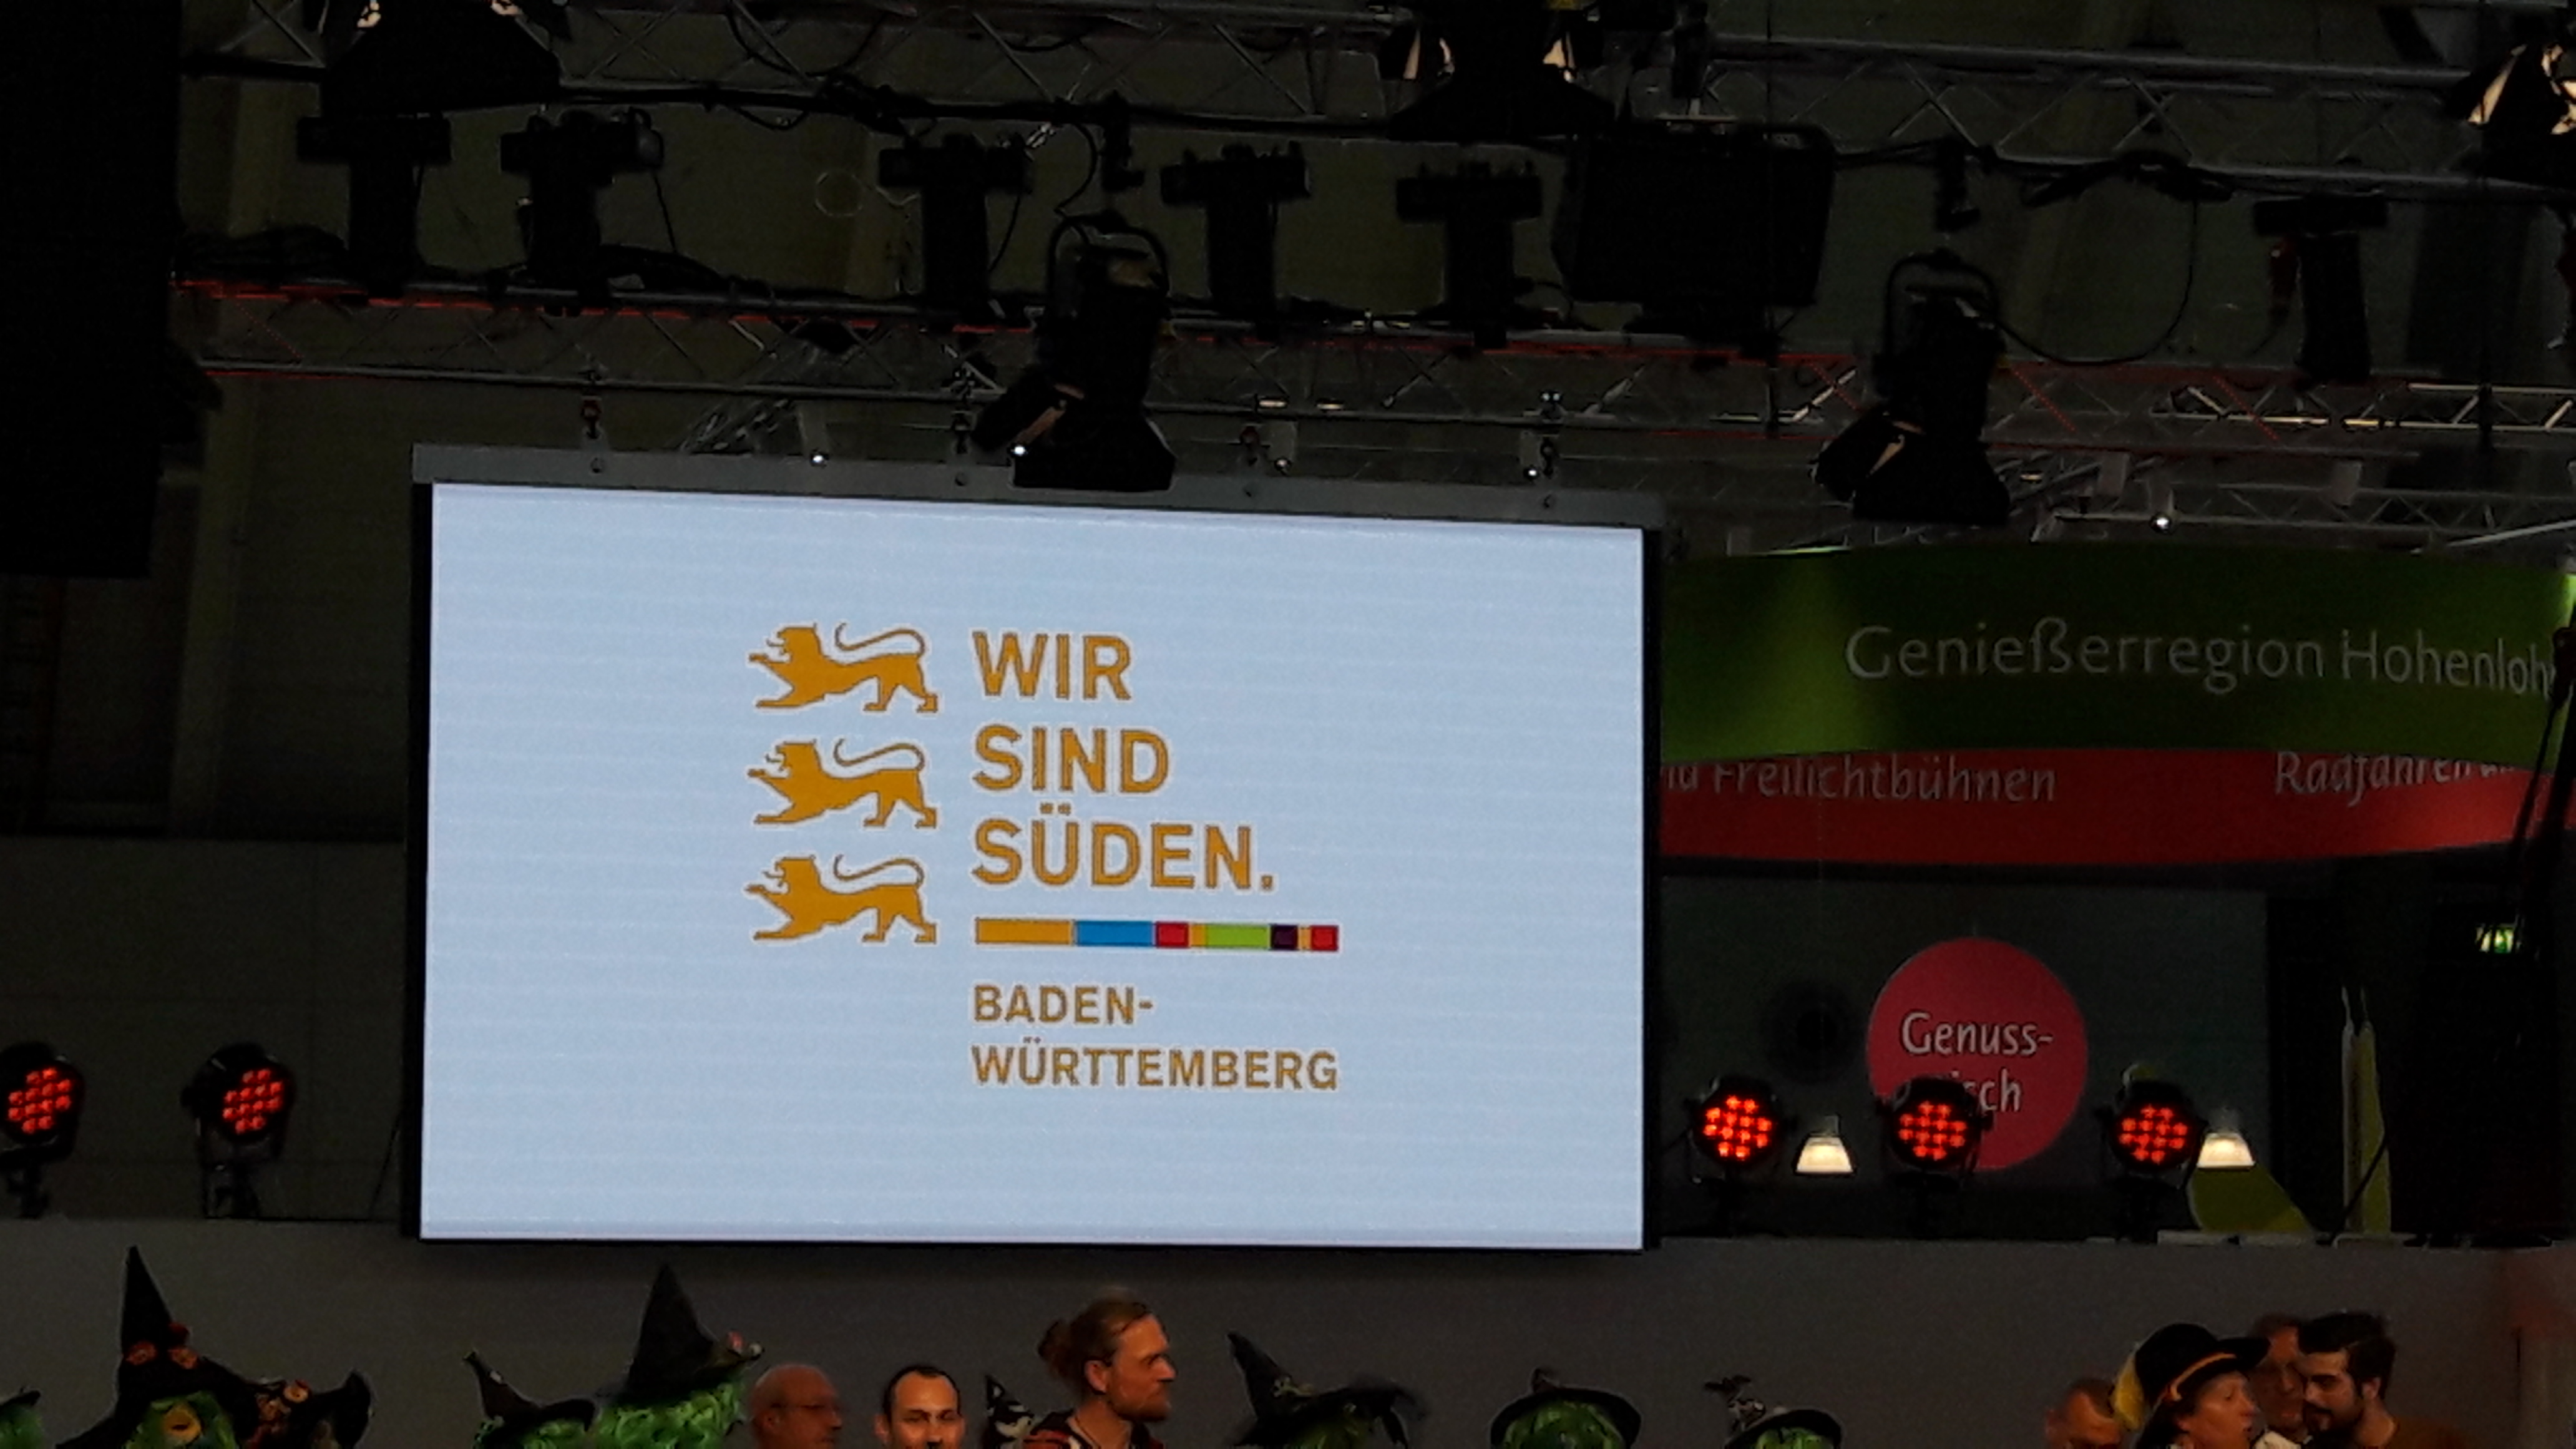 WIR
SIND
SÜDEN.
BADEN-
WÜRTTEMBERG
Genießerregion Hohenloh
Freilichtbühnen
Genuss-